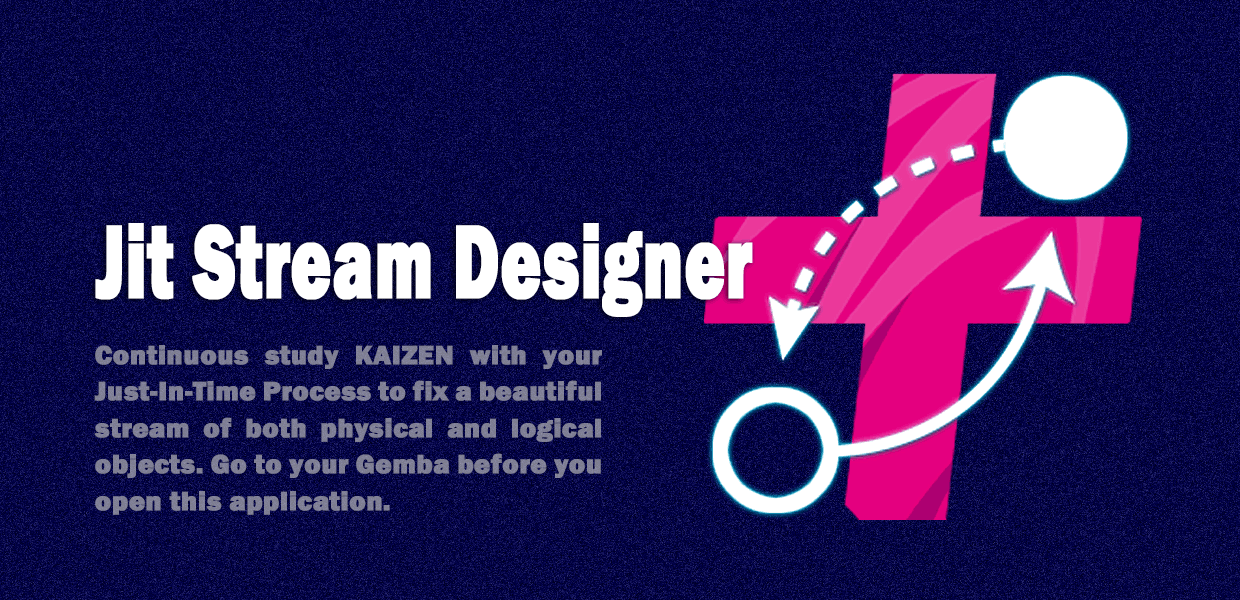 Jit Stream Designer
Continuous study KAIZEN with your
Just-In-Time Process to fix a beautiful
stream of both physical and logical
objects. Go to your Gemba before you
open this application.